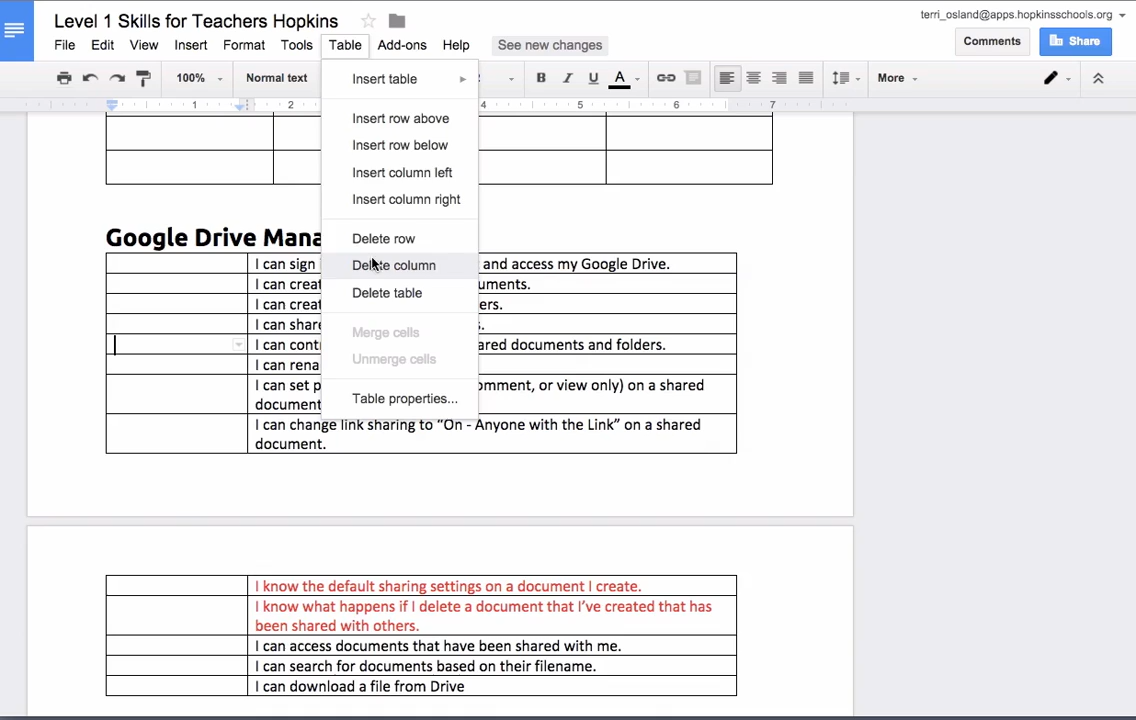 Level 1 Skills for Teachers Hopkins
terri_osland@apps.hopkinsschools.org
File Edit View Insert Format Tools Table Add-ons Help See new changes
Comments Share
100% Normal text B I U A More
1 2 4 5 6 7
Insert table
Insert row above
Insert row below
Insert column left
Insert column right
Delete row
Delete column
Delete table
Merge cells
Unmerge cells
Table properties...
Google Drive Mana
I can sign and access my Google Drive.
I can creat uments.
I can creat ers.
I can share s.
I can cont ared documents and folders.
I can rena
I can set p omment, or view only) on a shared
document
I can change link sharing to “On - Anyone with the Link” on a shared
document.
I know the default sharing settings on a document I create.
I know what happens if I delete a document that I’ve created that has
been shared with others.
I can access documents that have been shared with me.
I can search for documents based on their filename.
I can download a file from Drive